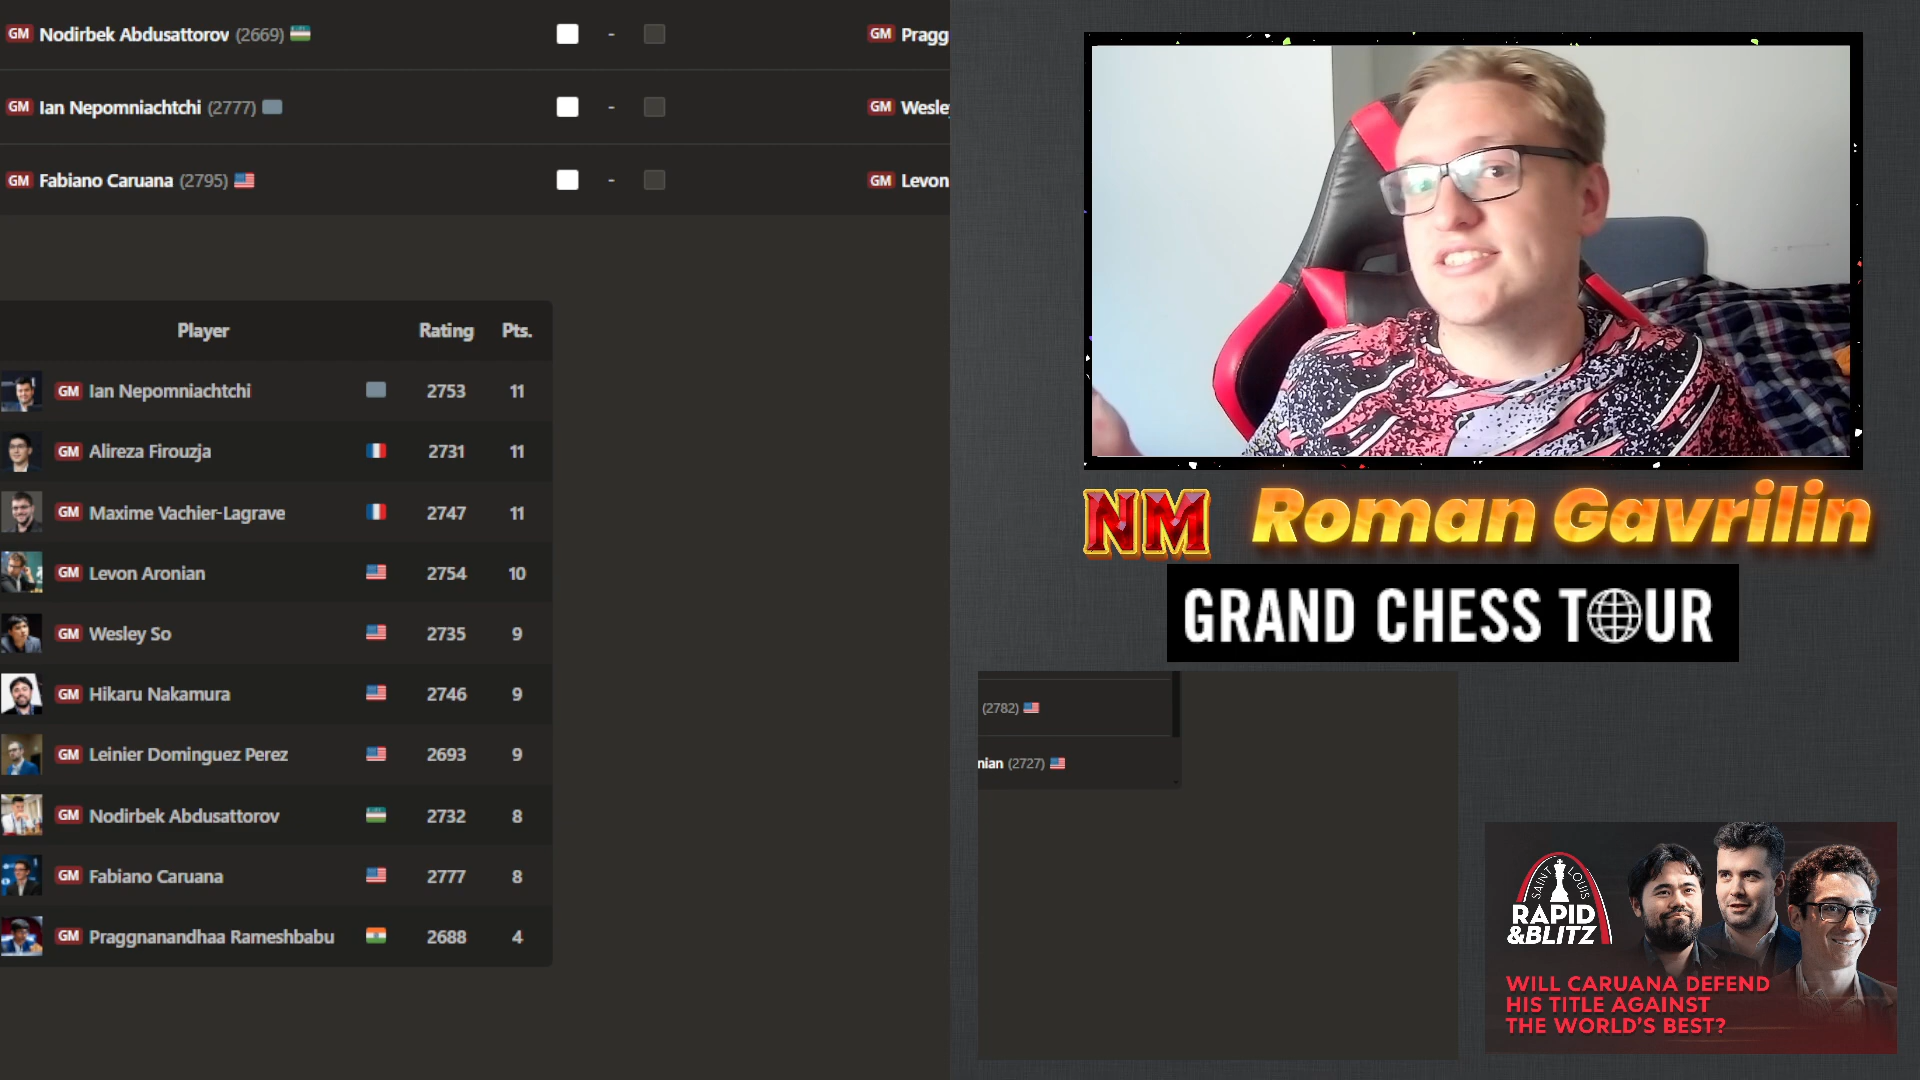 GM Nodirbek Abdusattorov (2669) - GM Pragg
GM Ian Nepomniachtchi (2777) - GM Wesley
GM Fabiano Caruana (2795) - GM Levon
Player Rating Pts.
GM Ian Nepomniachtchi 2753 11
GM Alireza Firouzja 2731 11
GM Maxime Vachier-Lagrave 2747 11
GM Levon Aronian 2754 10
GM Wesley So 2735 9
GM Hikaru Nakamura 2746 9
GM Leinier Dominguez Perez 2693 9
GM Nodirbek Abdusattorov 2732 8
GM Fabiano Caruana 2777 8
GM Praggnanandhaa Rameshbabu 2688 4
NM Roman Gavrilin
GRAND CHESS TOUR
(2782)
nian (2727)
SAINT LOUIS
RAPID
&BLITZ
WILL CARUANA DEFEND
HIS TITLE AGAINST
THE WORLD'S BEST?